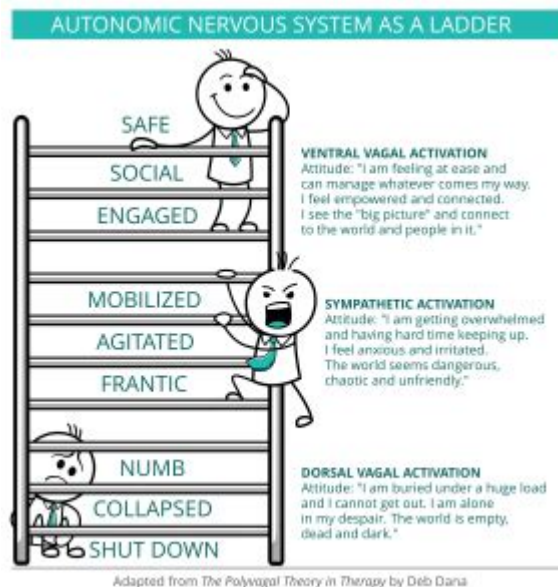 AUTONOMIC NERVOUS SYSTEM AS A LADDER
SAFE
SOCIAL
ENGAGED
VENTRAL VAGAL ACTIVATION
Attitude: "I am feeling at ease and
can manage whatever comes my way.
I feel empowered and connected.
I see the "big picture" and connect
to the world and people in it."
MOBILIZED
AGITATED
FRANTIC
SYMPATHETIC ACTIVATION
Attitude: "I am getting overwhelmed
and having hard time keeping up.
I feel anxious and irritated.
The world seems dangerous,
chaotic and unfriendly."
NUMB
COLLAPSED
SHUT DOWN
DORSAL VAGAL ACTIVATION
Attitude: "I am buried under a huge load
and I cannot get out. I am alone
in my despair. The world is empty,
dead and dark."
Adapted from The Polyvagal Theory in Therapy by Deb Dana